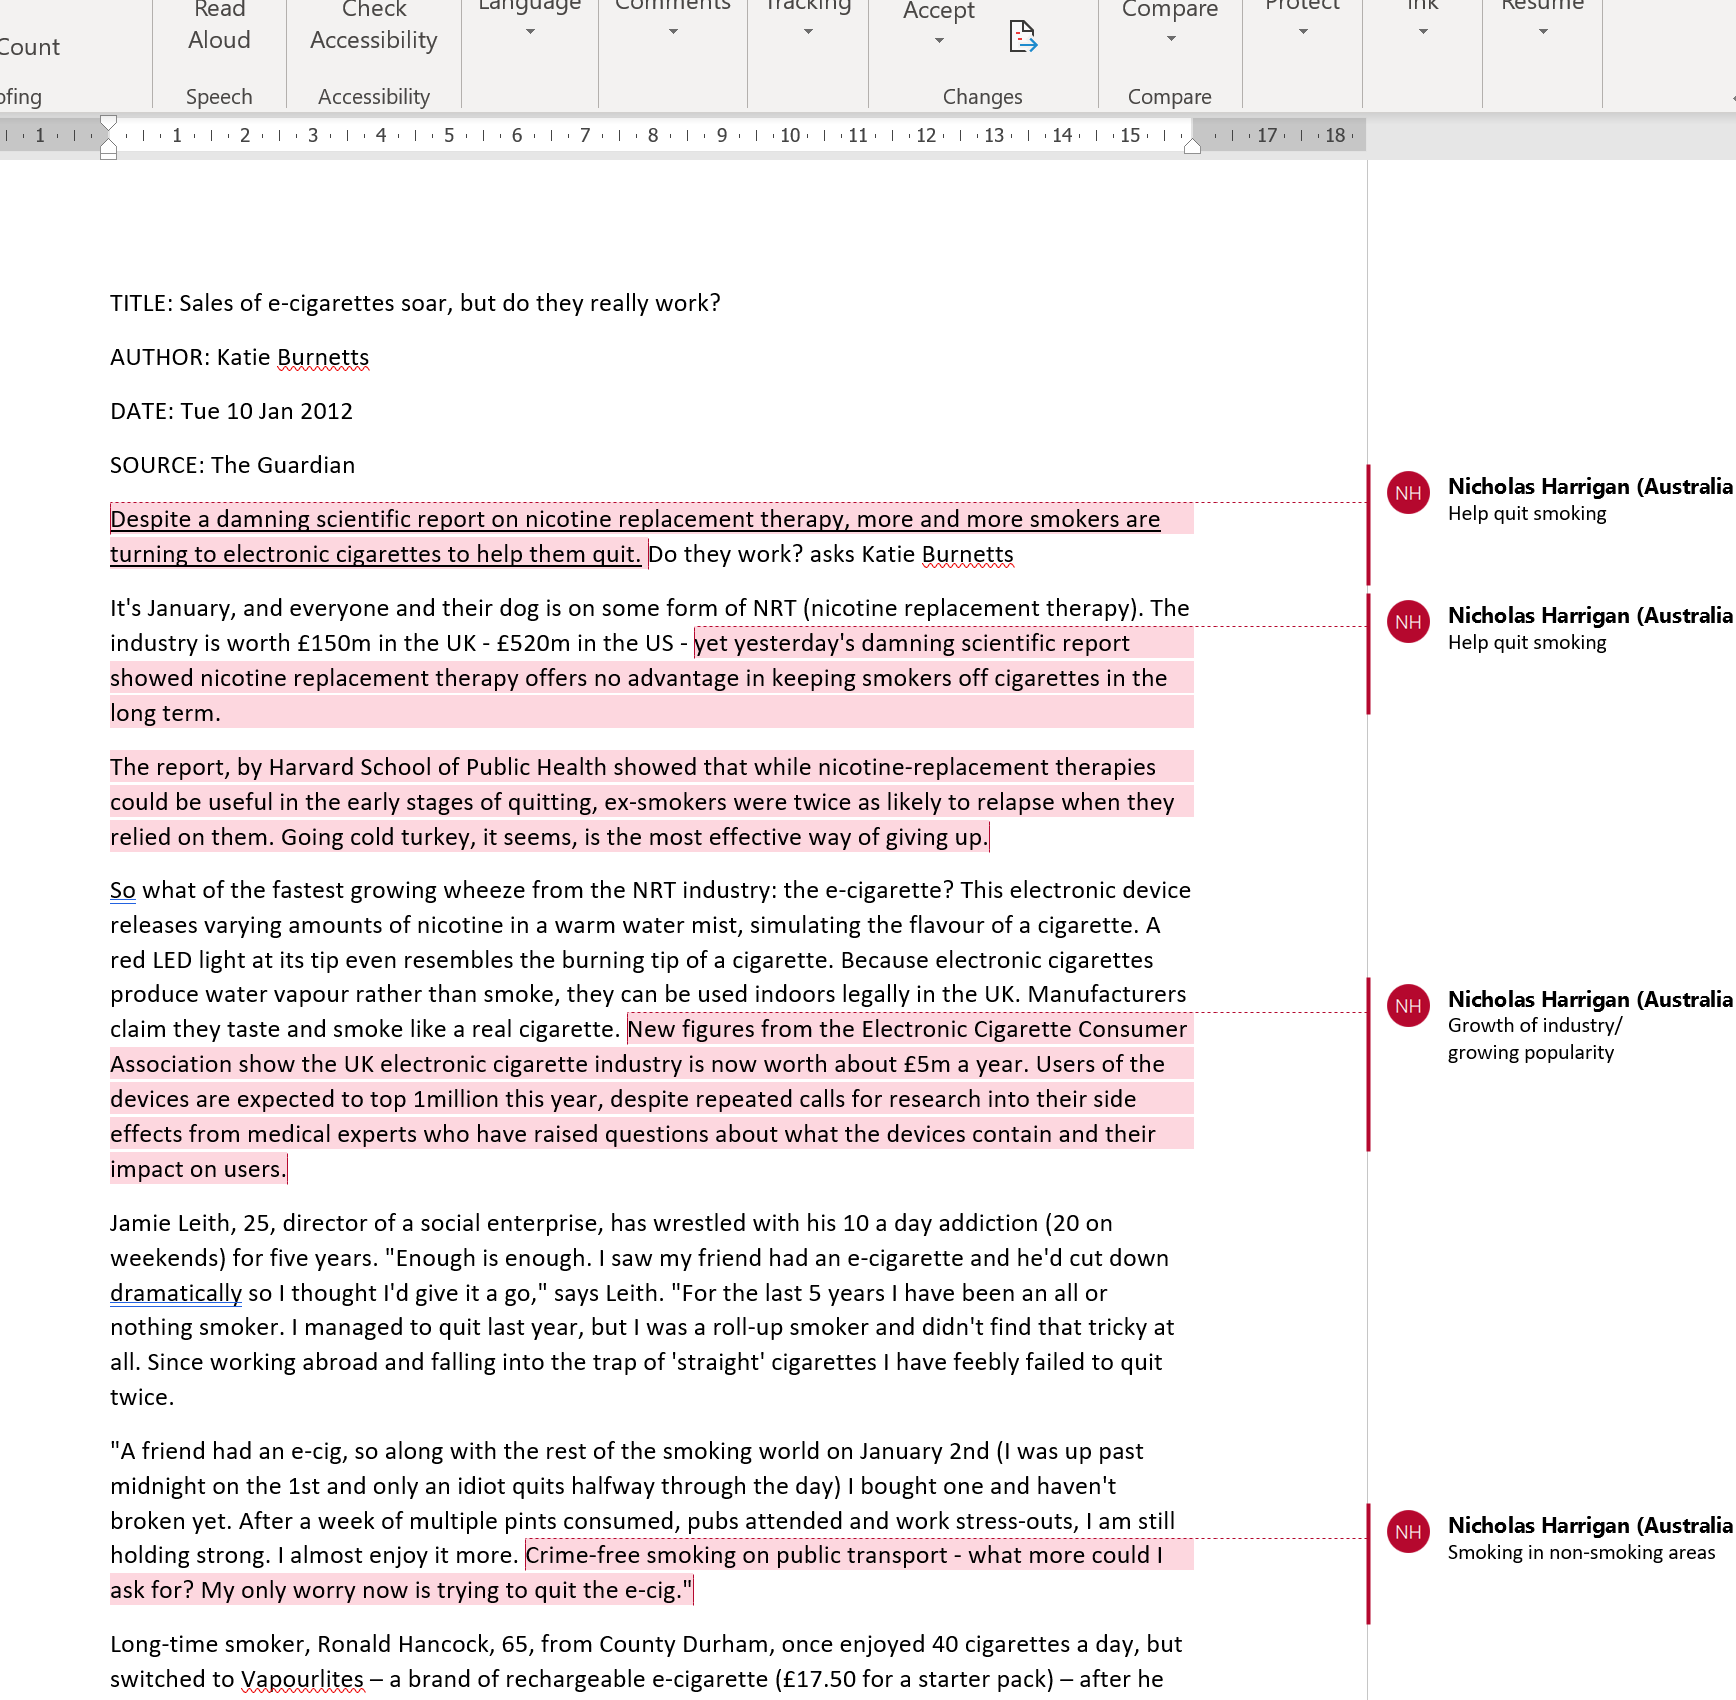 Read
Aloud
Check
Accessibility
Language
Comments
Tracking
Accept
Compare
Protect
Ink
Resume
Count
Speech
Accessibility
Changes
Compare
1 1 2 3 4 5 6 7 8 9 10 11 12 13 14 15 17 18
TITLE: Sales of e-cigarettes soar, but do they really work?
AUTHOR: Katie Burnetts
DATE: Tue 10 Jan 2012
SOURCE: The Guardian
Despite a damning scientific report on nicotine replacement therapy, more and more smokers are
turning to electronic cigarettes to help them quit. Do they work? asks Katie Burnetts
It's January, and everyone and their dog is on some form of NRT (nicotine replacement therapy). The
industry is worth £150m in the UK - £520m in the US - yet yesterday's damning scientific report
showed nicotine replacement therapy offers no advantage in keeping smokers off cigarettes in the
long term.
The report, by Harvard School of Public Health showed that while nicotine-replacement therapies
could be useful in the early stages of quitting, ex-smokers were twice as likely to relapse when they
relied on them. Going cold turkey, it seems, is the most effective way of giving up.
So what of the fastest growing wheeze from the NRT industry: the e-cigarette? This electronic device
releases varying amounts of nicotine in a warm water mist, simulating the flavour of a cigarette. A
red LED light at its tip even resembles the burning tip of a cigarette. Because electronic cigarettes
produce water vapour rather than smoke, they can be used indoors legally in the UK. Manufacturers
claim they taste and smoke like a real cigarette. New figures from the Electronic Cigarette Consumer
Association show the UK electronic cigarette industry is now worth about £5m a year. Users of the
devices are expected to top 1million this year, despite repeated calls for research into their side
effects from medical experts who have raised questions about what the devices contain and their
impact on users.
Jamie Leith, 25, director of a social enterprise, has wrestled with his 10 a day addiction (20 on
weekends) for five years. "Enough is enough. I saw my friend had an e-cigarette and he'd cut down
dramatically so I thought I'd give it a go," says Leith. "For the last 5 years I have been an all or
nothing smoker. I managed to quit last year, but I was a roll-up smoker and didn't find that tricky at
all. Since working abroad and falling into the trap of 'straight' cigarettes I have feebly failed to quit
twice.
"A friend had an e-cig, so along with the rest of the smoking world on January 2nd (I was up past
midnight on the 1st and only an idiot quits halfway through the day) I bought one and haven't
broken yet. After a week of multiple pints consumed, pubs attended and work stress-outs, I am still
holding strong. I almost enjoy it more. Crime-free smoking on public transport - what more could I
ask for? My only worry now is trying to quit the e-cig."
Long-time smoker, Ronald Hancock, 65, from County Durham, once enjoyed 40 cigarettes a day, but
switched to Vapourlites – a brand of rechargeable e-cigarette (£17.50 for a starter pack) – after he
NH
Nicholas Harrigan (Australia
Help quit smoking
NH
Nicholas Harrigan (Australia
Help quit smoking
NH
Nicholas Harrigan (Australia
Growth of industry/
growing popularity
NH
Nicholas Harrigan (Australia
Smoking in non-smoking areas